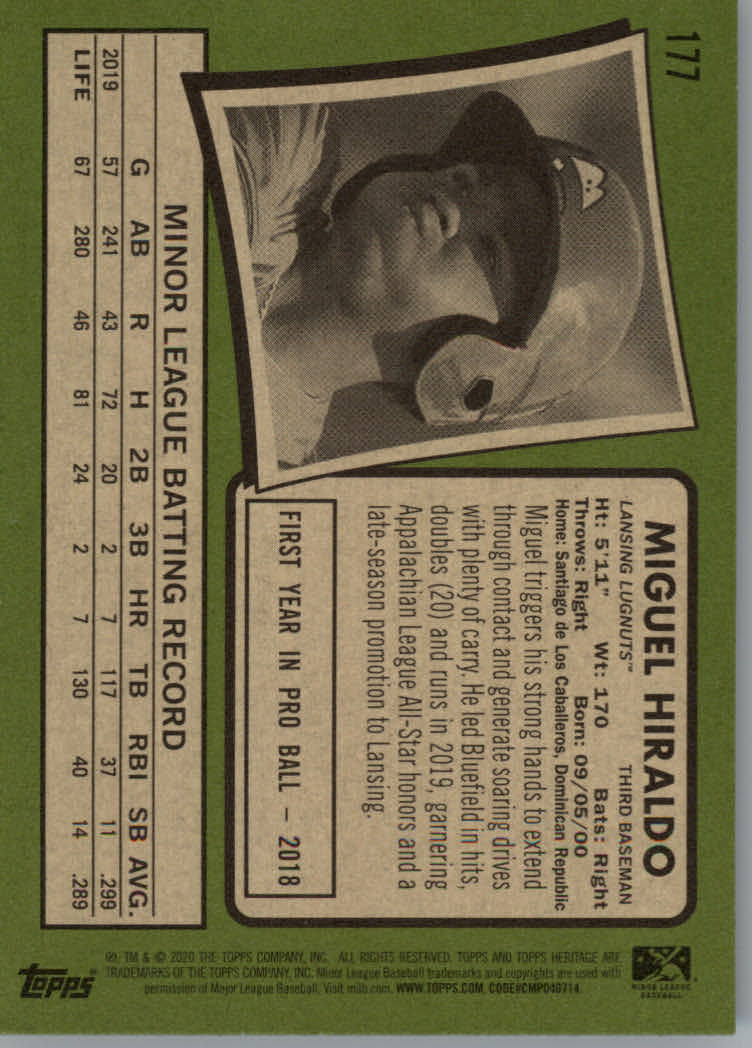 177
MIGUEL HIRALDO
LANSING LUGNUTS™ THIRD BASEMAN
Ht: 5'11" Wt: 170 Bats: Right
Throws: Right Born: 09/05/00
Home: Santiago de Los Caballeros, Dominican Republic
Miguel triggers his strong hands to extend
through contact and generate soaring drives
with plenty of carry. He led Bluefield in hits,
doubles (20) and runs in 2019, garnering
Appalachian League All-Star honors and a
late-season promotion to Lansing.
FIRST YEAR IN PRO BALL – 2018
MINOR LEAGUE BATTING RECORD
G AB R H 2B 3B HR TB RBI SB AVG.
2019 57 241 43 72 20 2 7 117 37 11 .299
LIFE 67 280 46 81 24 2 7 130 40 14 .289
MINOR LEAGUE
BASEBALL
®, TM & © 2020 THE TOPPS COMPANY, INC. ALL RIGHTS RESERVED. TOPPS AND TOPPS HERITAGE ARE
TRADEMARKS OF THE TOPPS COMPANY, INC. Minor League Baseball trademarks and copyrights are used with
permission of Major League Baseball. Visit milb.com. WWW.TOPPS.COM. CODE#CMP040714.
topps®